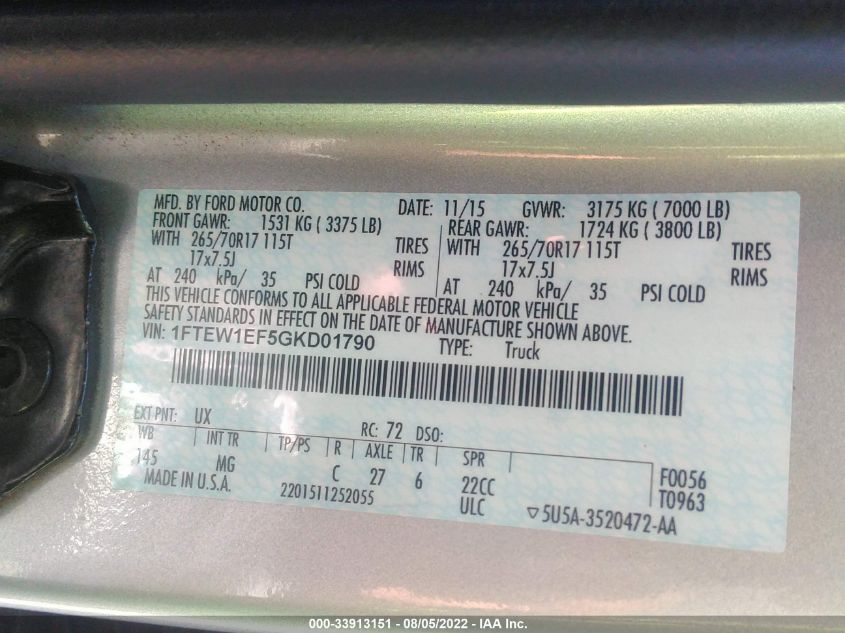 MFD. BY FORD MOTOR CO. DATE: 11/15 GVWR: 3175 KG ( 7000 LB)
FRONT GAWR: 1531 KG ( 3375 LB) REAR GAWR: 1724 KG ( 3800 LB)
WITH 265/70R17 115T TIRES WITH 265/70R17 115T TIRES
17x7.5J RIMS 17x7.5J RIMS
AT 240 kPa/ 35 PSI COLD AT 240 kPa/ 35 PSI COLD
THIS VEHICLE CONFORMS TO ALL APPLICABLE FEDERAL MOTOR VEHICLE
SAFETY STANDARDS IN EFFECT ON THE DATE OF MANUFACTURE SHOWN ABOVE.
VIN: 1FTEW1EF5GKD01790 TYPE: Truck
EXT PNT: UX RC: 72 DSO:
WB INT TR TP/PS R AXLE TR SPR
145 MG C 27 6 22CC F0056
MADE IN U.S.A. 2201511252055 ULC T0963
▽5U5A-3520472-AA
000-33913151 - 08/05/2022 - IAA Inc.